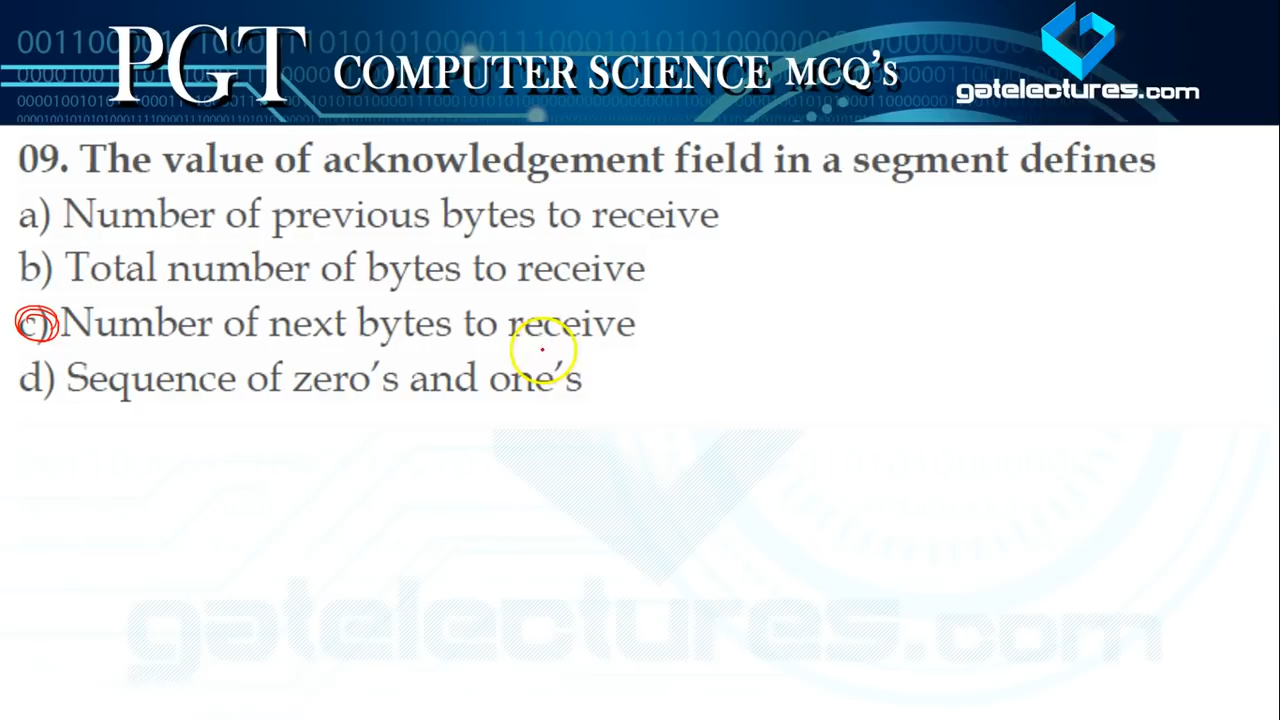 PGT COMPUTER SCIENCE MCQ's
gatelectures.com
09. The value of acknowledgement field in a segment defines
a) Number of previous bytes to receive
b) Total number of bytes to receive
c) Number of next bytes to receive
d) Sequence of zero's and one's
gatelectures.com